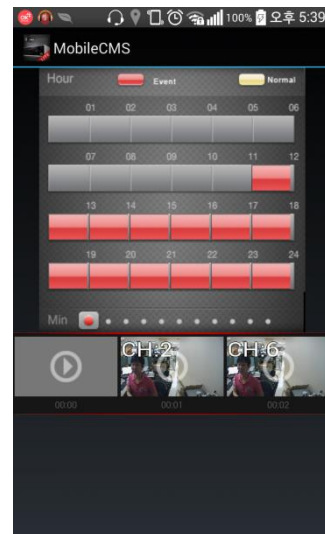 100% 오후 5:39
MobileCMS
Hour Event Normal
01 02 03 04 05 06
07 08 09 10 11 12
13 14 15 16 17 18
19 20 21 22 23 24
Min
CH:2 CH:6
00:00 00:01 00:02